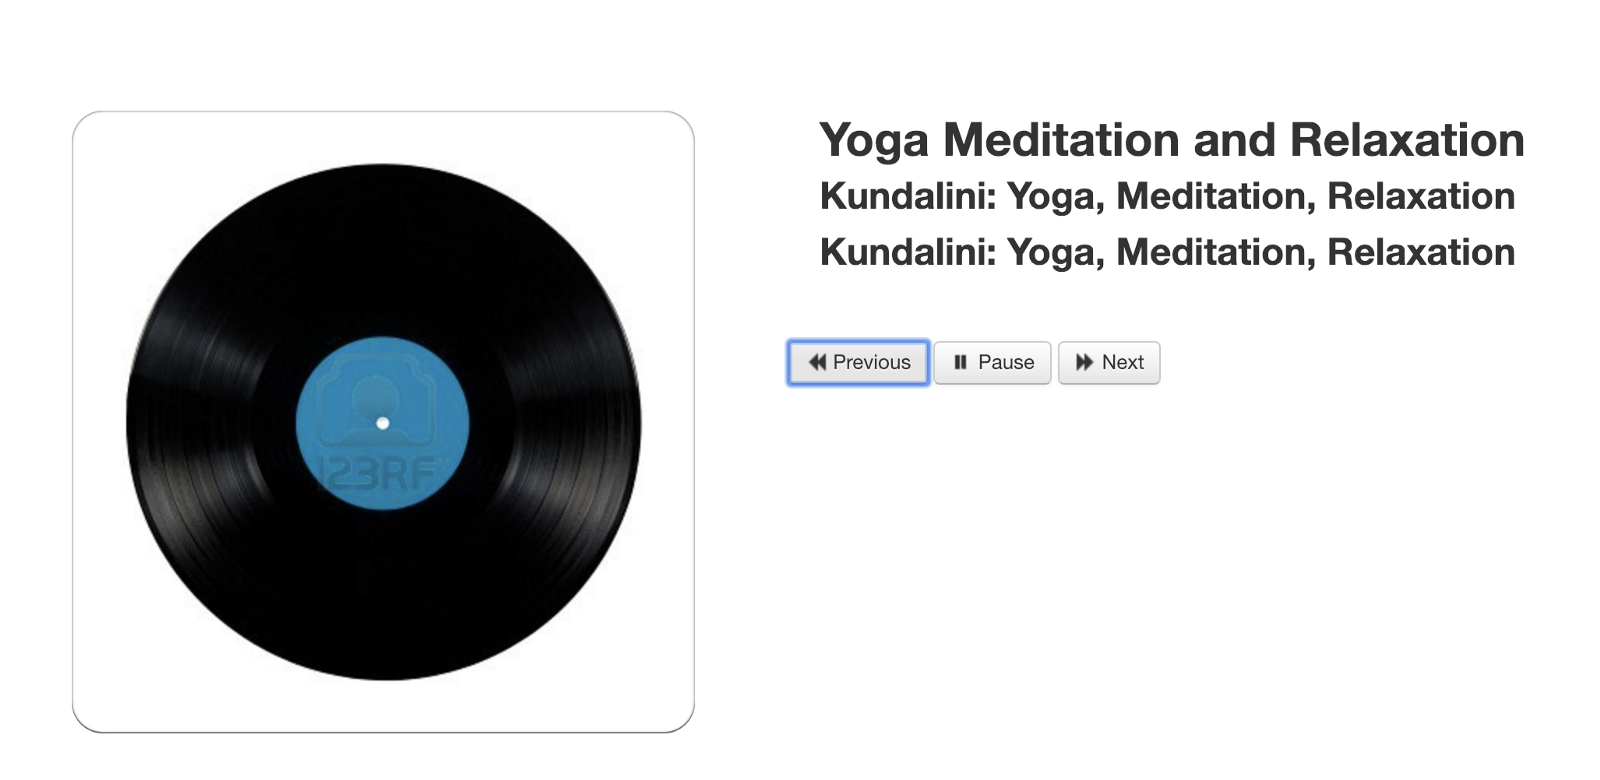 Yoga Meditation and Relaxation
Kundalini: Yoga, Meditation, Relaxation
Kundalini: Yoga, Meditation, Relaxation
Previous Pause Next
123RF